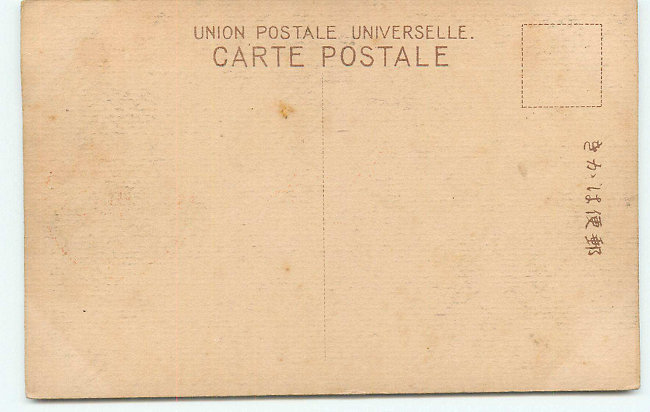 UNION POSTALE UNIVERSELLE.
CARTE POSTALE
郵便はかき